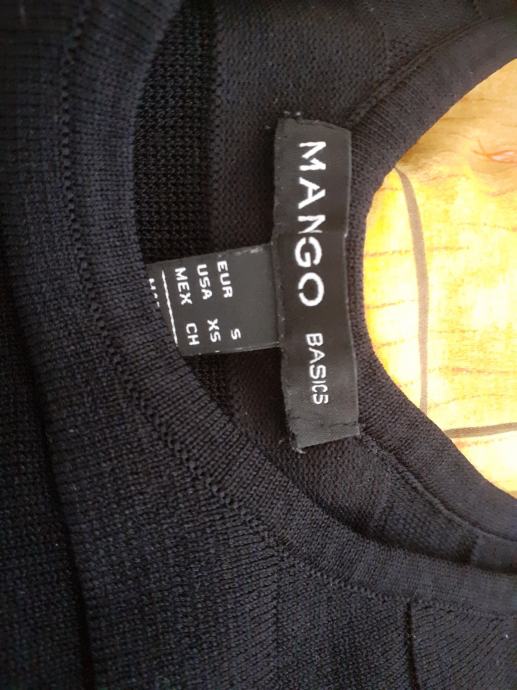 MANGO BASICS
EUR S
USA XS
MEX CH